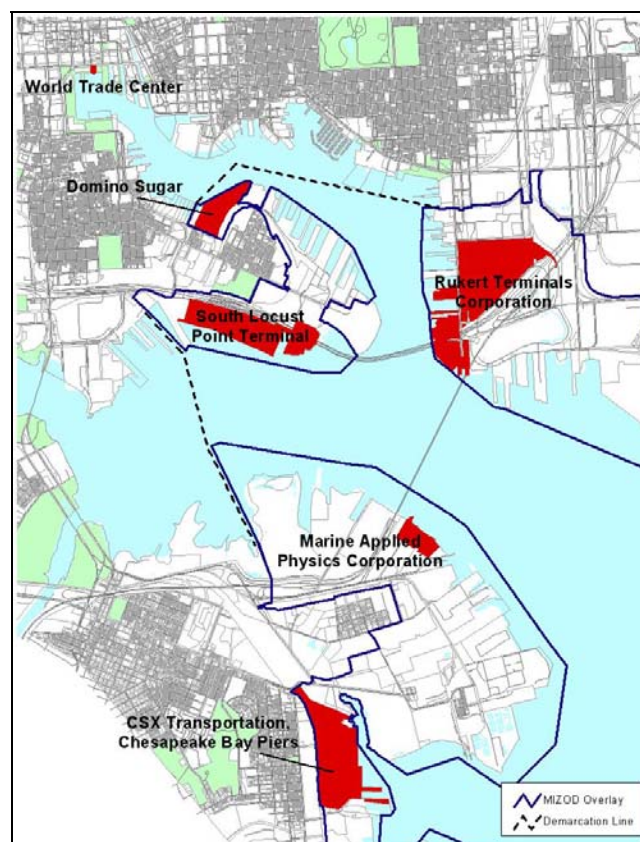 World Trade Center
Domino Sugar
Rukert Terminals
Corporation
South Locust
Point Terminal
Marine Applied
Physics Corporation
CSX Transportation,
Chesapeake Bay Piers
MIZOD Overlay
Demarcation Line